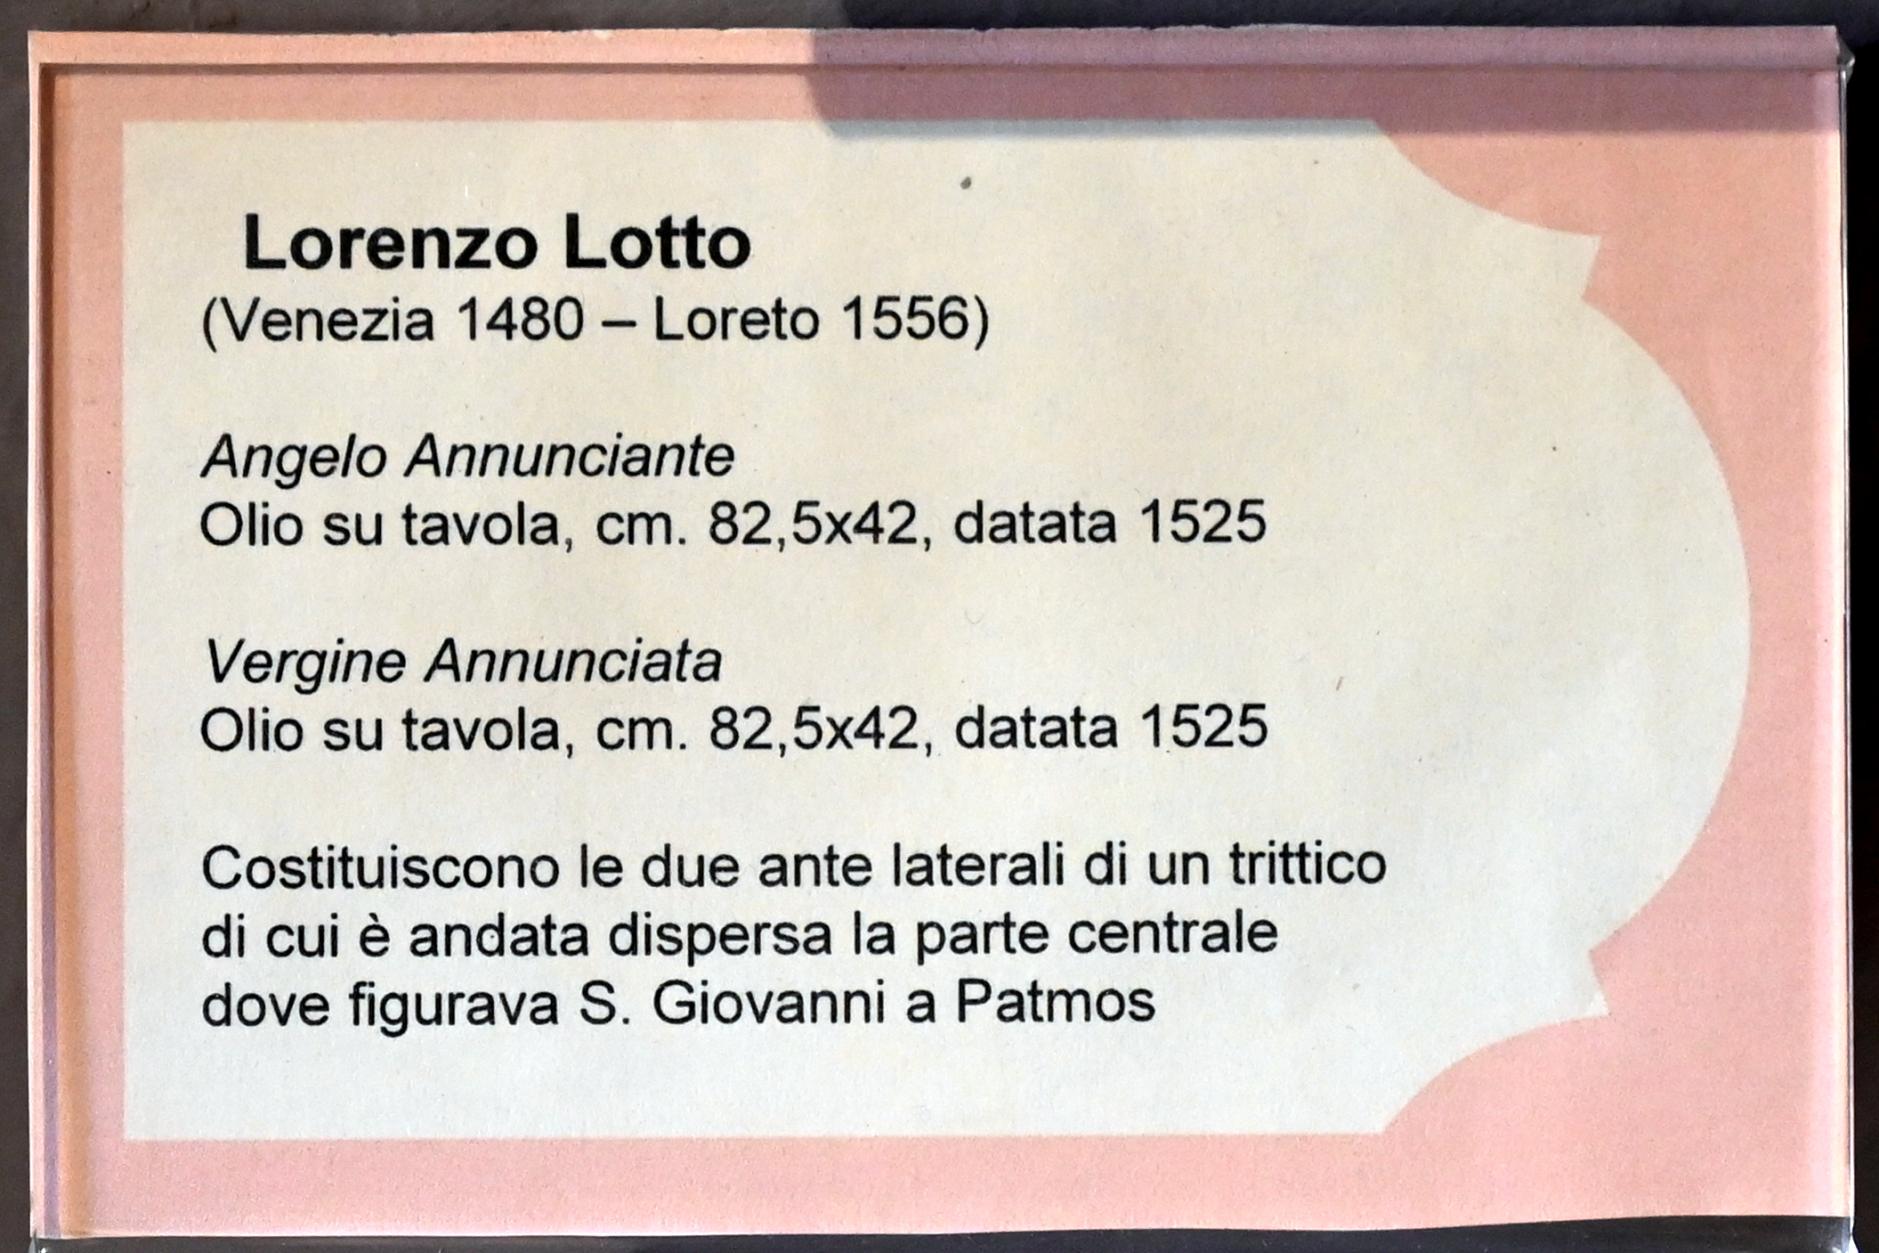 Lorenzo Lotto
(Venezia 1480 – Loreto 1556)
Angelo Annunciante
Olio su tavola, cm. 82,5x42, datata 1525
Vergine Annunciata
Olio su tavola, cm. 82,5x42, datata 1525
Costituiscono le due ante laterali di un trittico
di cui è andata dispersa la parte centrale
dove figurava S. Giovanni a Patmos